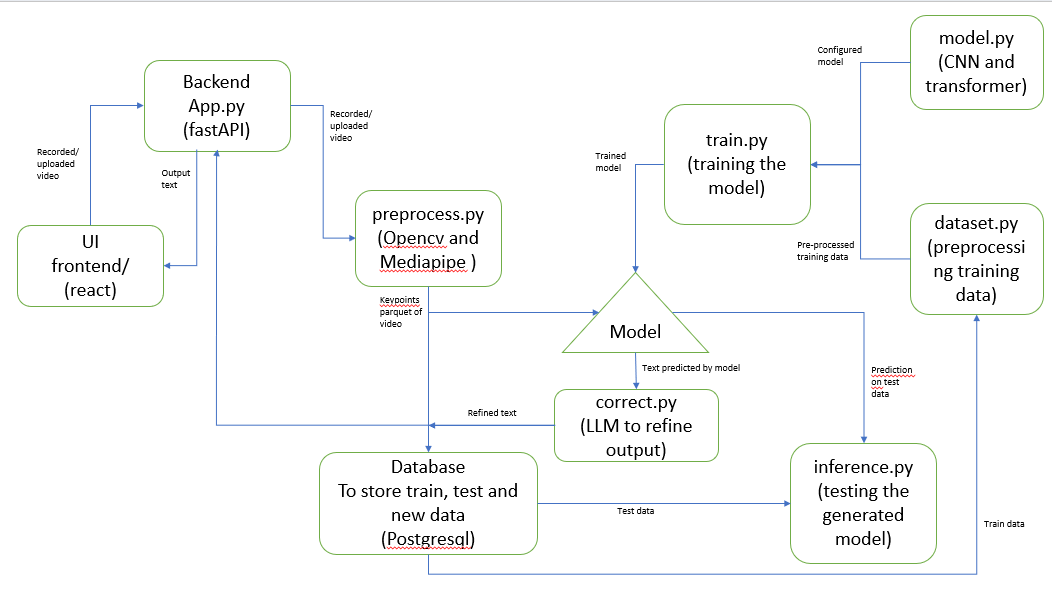 model.py
(CNN and
transformer)
Configured
model
Backend
App.py
(fastAPI)
Recorded/
uploaded
video
train.py
(training the
model)
Recorded/
uploaded
video
Output
text
Trained
model
preprocess.py
(Opencv and
Mediapipe )
dataset.py
(preprocessi
ng training
data)
UI
frontend/
(react)
Pre-processed
training data
Keypoints
parquet of
video
Model
Text predicted by model
Prediction
on test
data
correct.py
(LLM to refine
output)
Refined text
Database
To store train, test and
new data
(Postgresql)
inference.py
(testing the
generated
model)
Test data
Train data